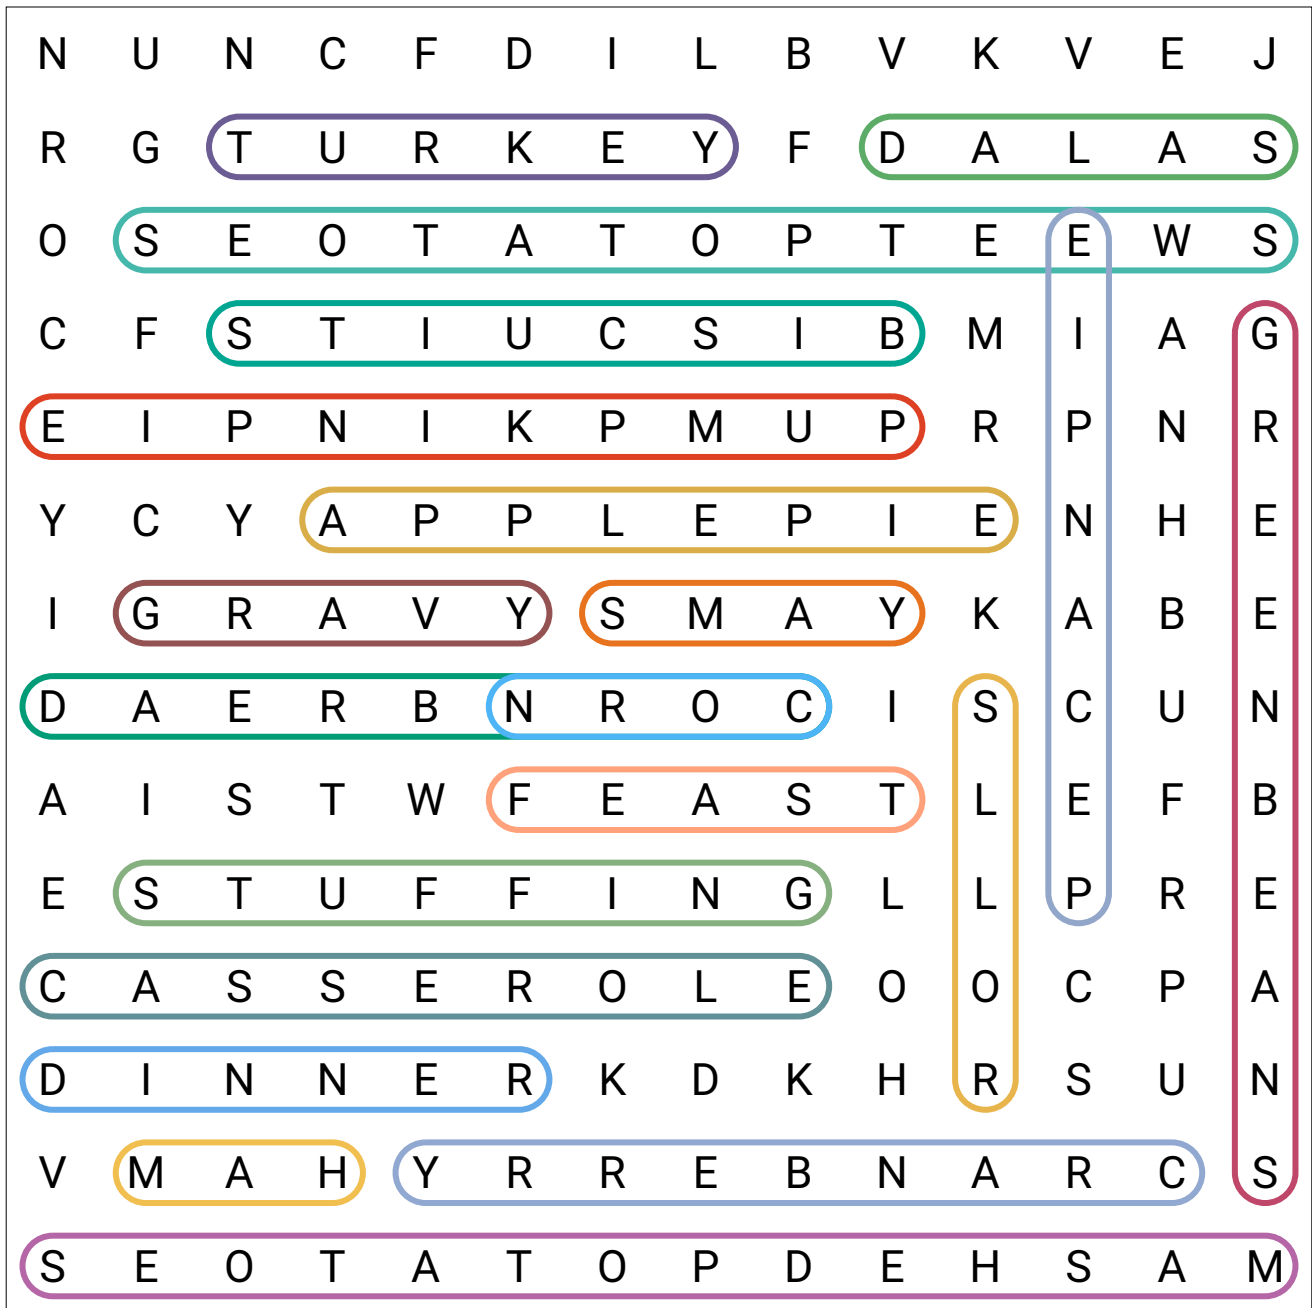 N U N C F D I L B V K V E J
R G T U R K E Y F D A L A S
O S E O T A T O P T E E W S
C F S T I U C S I B M I A G
E I P N I K P M U P R P N R
Y C Y A P P L E P I E N H E
I G R A V Y S M A Y K A B E
D A E R B N R O C I S C U N
A I S T W F E A S T L E F B
E S T U F F I N G L L P R E
C A S S E R O L E O O C P A
D I N N E R K D K H R S U N
V M A H Y R R E B N A R C S
S E O T A T O P D E H S A M